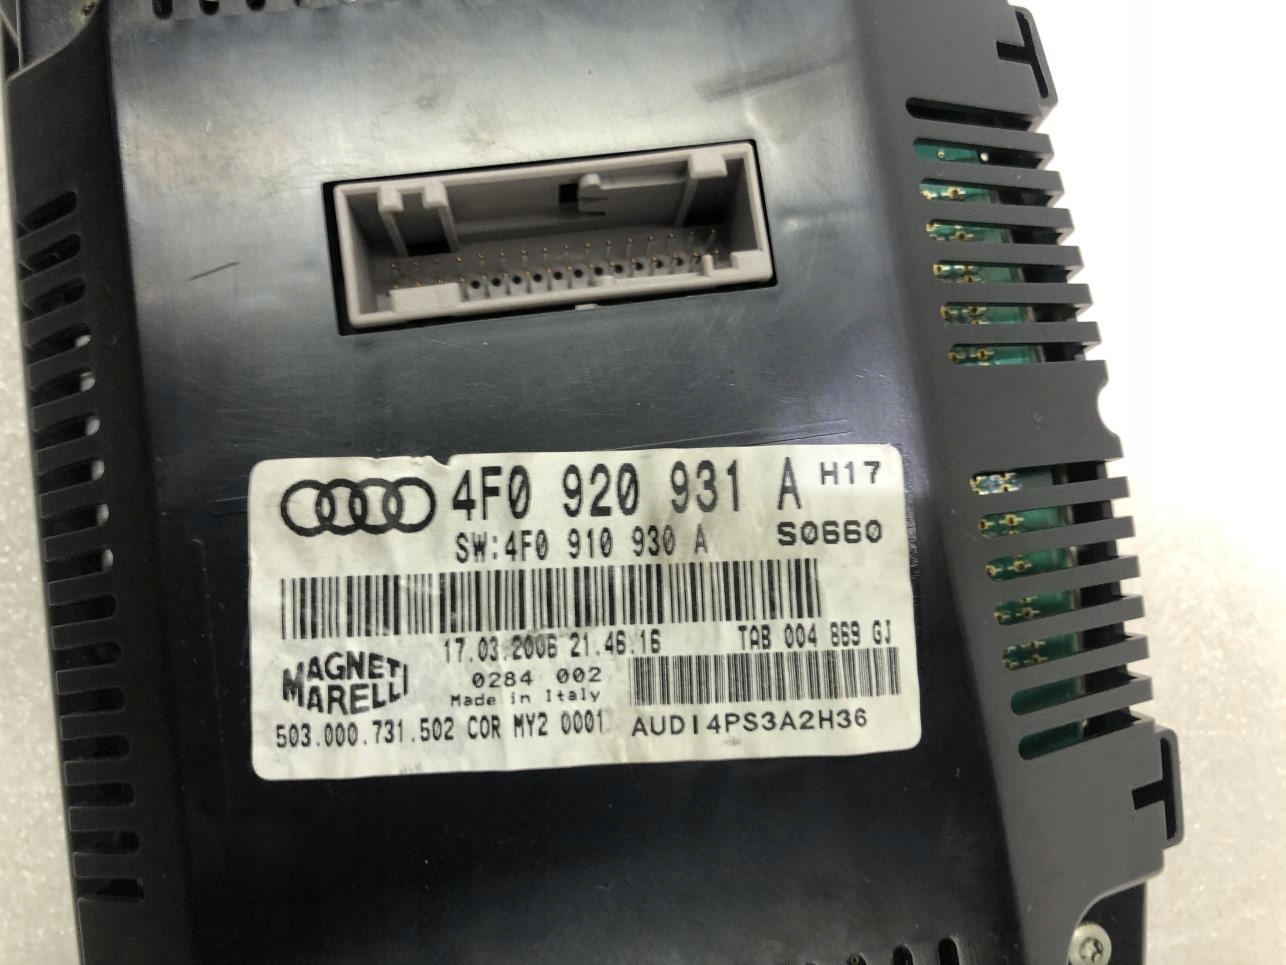 4F0 920 931 A H17
SW:4F0 910 930 A S0660
17.03.2006 21.46.16 TAB 004 869 GJ
MAGNETI
MARELLI
0284 002
Made in Italy
503.000.731.502 COR MY2 0001 AUDI4PS3A2H36